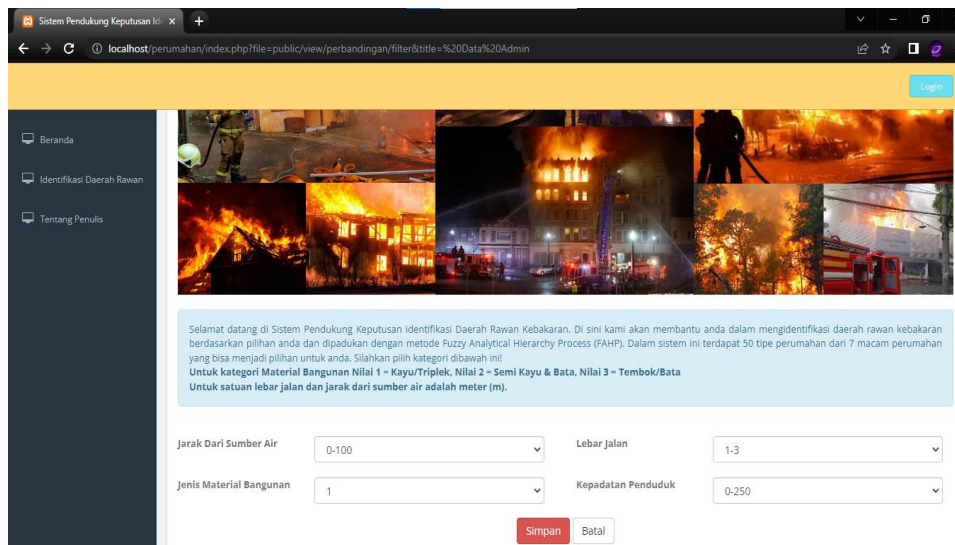 Sistem Pendukung Keputusan Id
localhost/perumahan/index.php?file=public/view/perbandingan/filter&title=%20Data%20Admin
Login
Beranda
Identifikasi Daerah Rawan
Tentang Penulis
Selamat datang di Sistem Pendukung Keputusan identifikasi Daerah Rawan Kebakaran. Di sini kami akan membantu anda dalam mengidentifikasi daerah rawan kebakaran
berdasarkan pilihan anda dan dipadukan dengan metode Fuzzy Analytical Hierarchy Process (FAHP). Dalam sistem ini terdapat 50 tipe perumahan dari 7 macam perumahan
yang bisa menjadi pilihan untuk anda. Silahkan pilih kategori dibawah ini!
Untuk kategori Material Bangunan Nilai 1 = Kayu/Triplek, Nilai 2 = Semi Kayu & Bata, Nilai 3 = Tembok/Bata
Untuk satuan lebar jalan dan jarak dari sumber air adalah meter (m).
Jarak Dari Sumber Air 0-100 Lebar Jalan 1-3
Jenis Material Bangunan 1 Kepadatan Penduduk 0-250
Simpan Batal